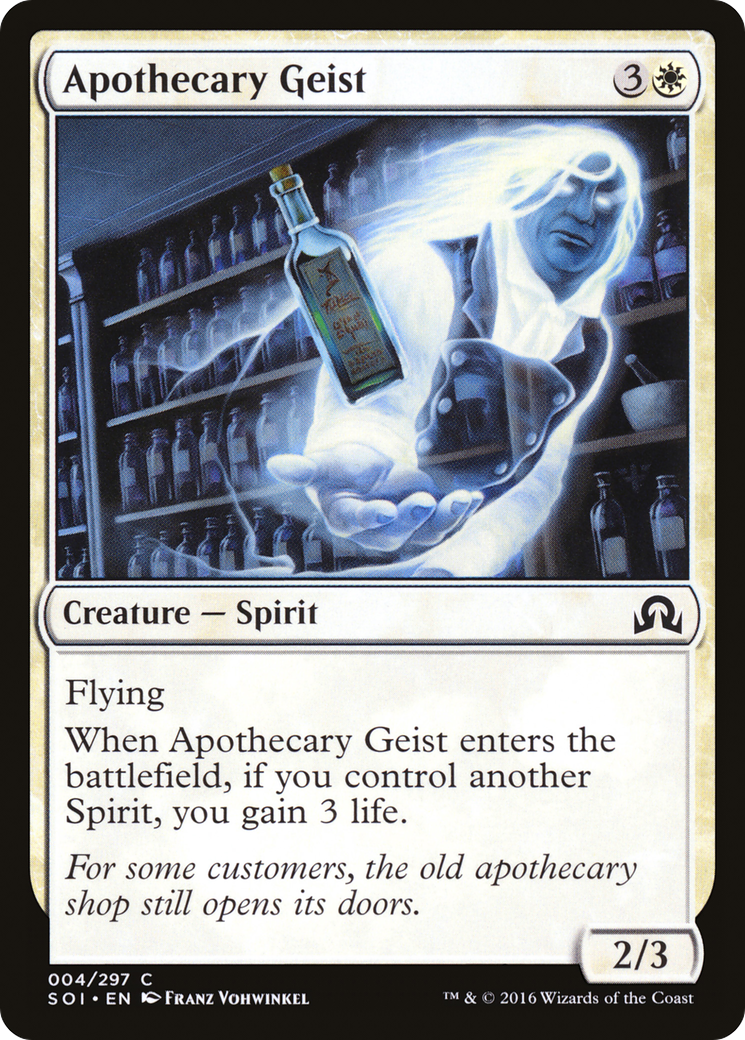 Apothecary Geist 3
Creature — Spirit
Flying
When Apothecary Geist enters the
battlefield, if you control another
Spirit, you gain 3 life.
For some customers, the old apothecary
shop still opens its doors.
2/3
004/297 C
SOI • EN Franz Vohwinkel
™ & © 2016 Wizards of the Coast